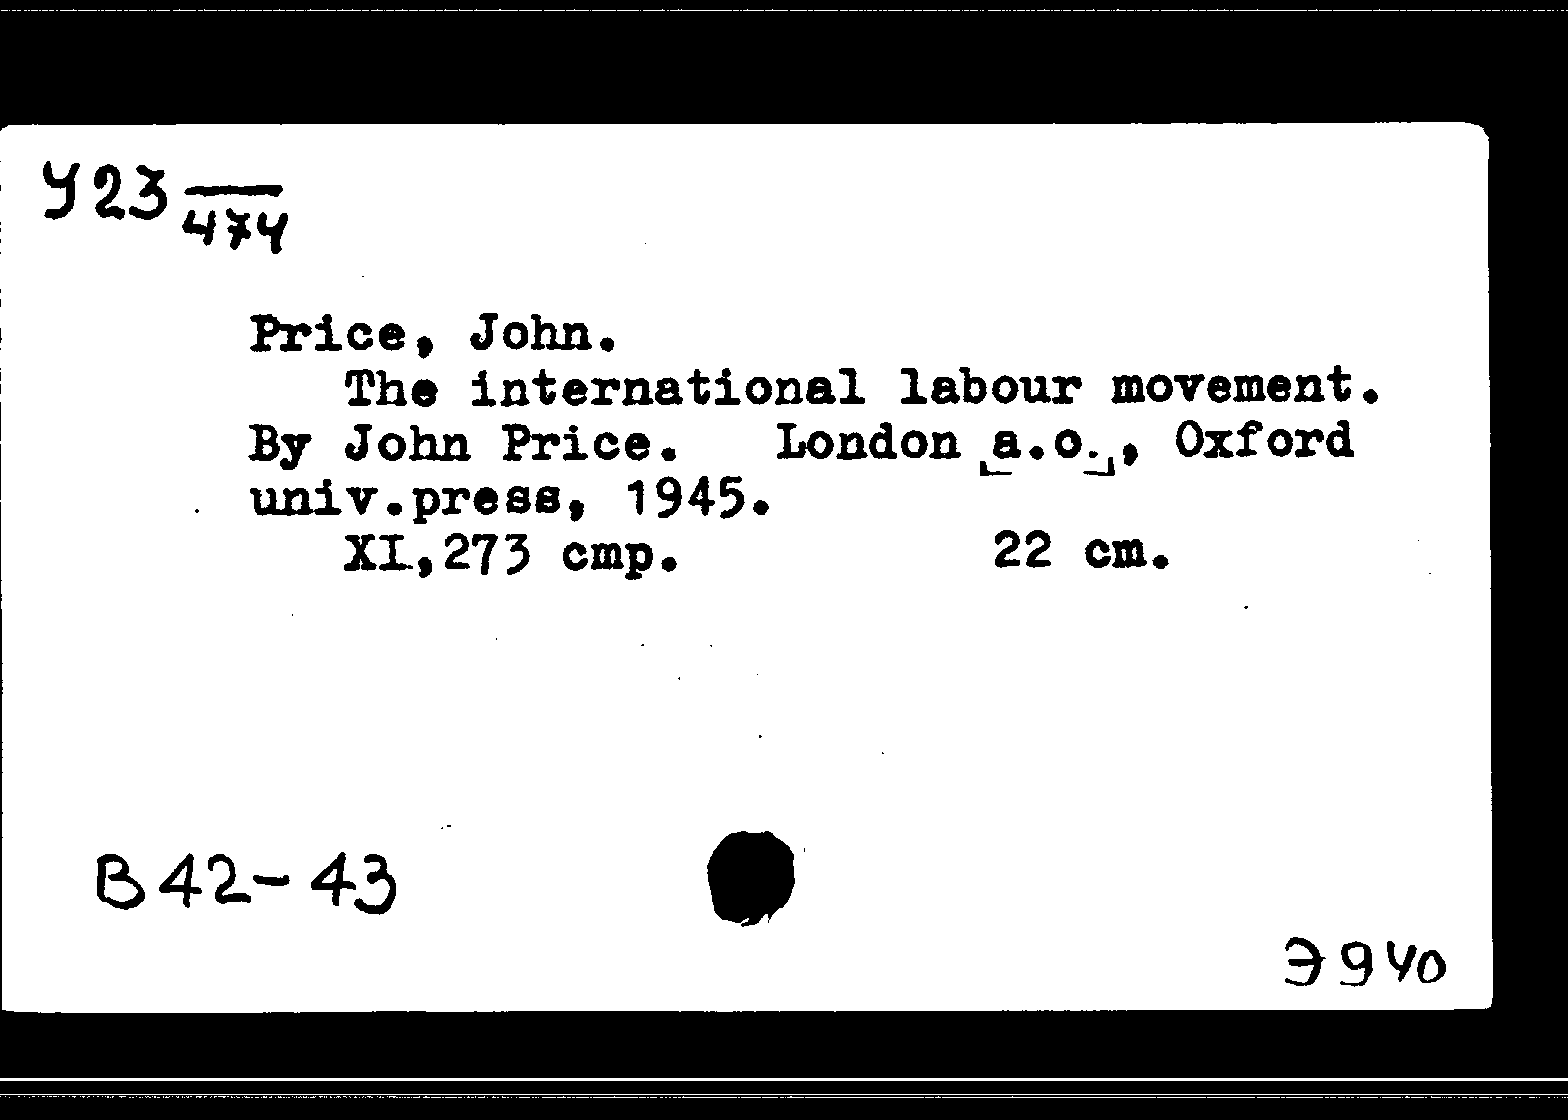 У23
474
Price, John.
The international labour movement.
By John Price. London [a.o.], Oxford
univ.press, 1945.
XI,273 стр. 22 cm.
B42-43
Э940